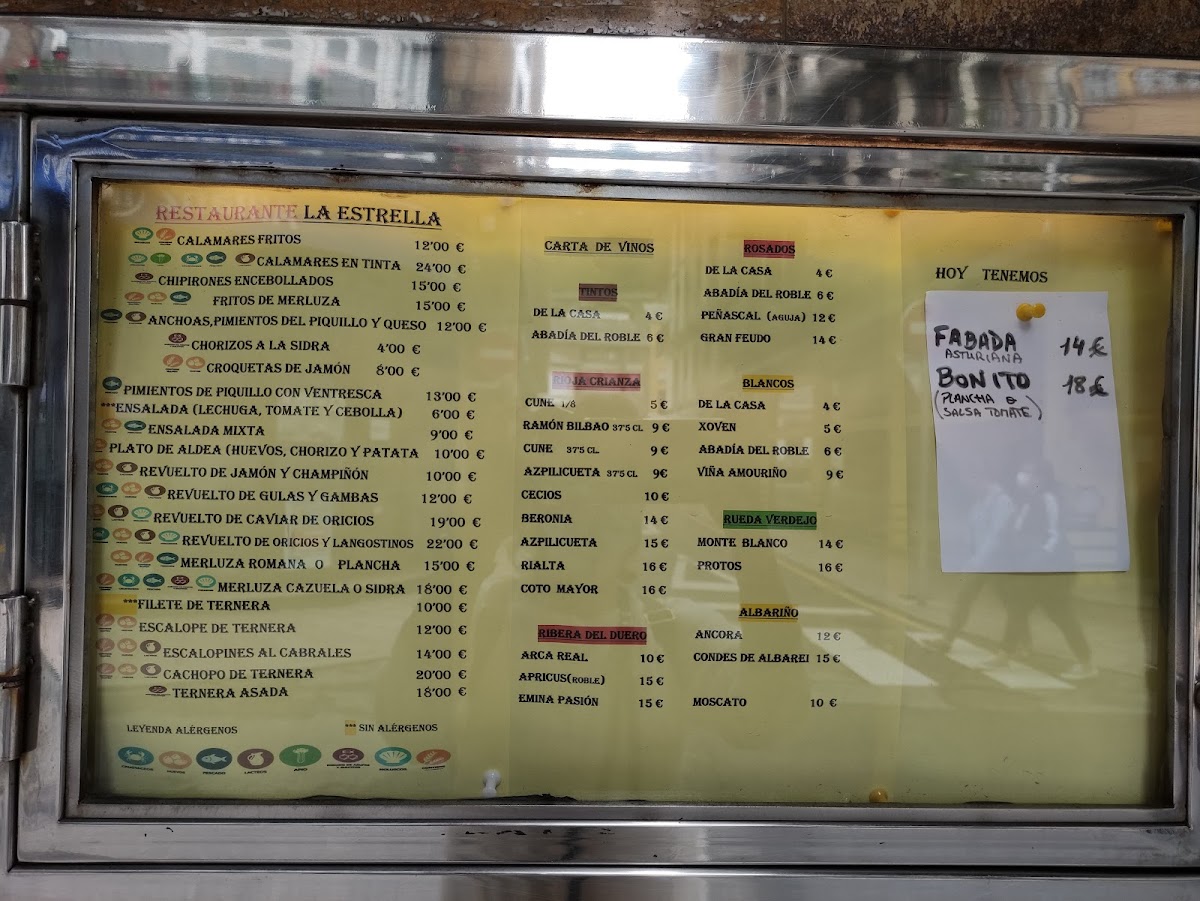 RESTAURANTE LA ESTRELLA
CALAMARES FRITOS 12'00 €
CALAMARES EN TINTA 24'00 €
CHIPIRONES ENCEBOLLADOS 15'00 €
FRITOS DE MERLUZA 15'00 €
ANCHOAS,PIMIENTOS DEL PIQUILLO Y QUESO 12'00 €
CHORIZOS A LA SIDRA 4'00 €
CROQUETAS DE JAMÓN 8'00 €
PIMIENTOS DE PIQUILLO CON VENTRESCA 13'00 €
***ENSALADA (LECHUGA, TOMATE Y CEBOLLA) 6'00 €
ENSALADA MIXTA 9'00 €
PLATO DE ALDEA (HUEVOS, CHORIZO Y PATATA 10'00 €
REVUELTO DE JAMÓN Y CHAMPIÑÓN 10'00 €
REVUELTO DE GULAS Y GAMBAS 12'00 €
REVUELTO DE CAVIAR DE ORICIOS 19'00 €
REVUELTO DE ORICIOS Y LANGOSTINOS 22'00 €
MERLUZA ROMANA O PLANCHA 15'00 €
MERLUZA CAZUELA O SIDRA 18'00 €
***FILETE DE TERNERA 10'00 €
ESCALOPE DE TERNERA 12'00 €
ESCALOPINES AL CABRALES 14'00 €
CACHOPO DE TERNERA 20'00 €
TERNERA ASADA 18'00 €
LEYENDA ALÉRGENOS *** SIN ALÉRGENOS
CRUSTÁCEOS HUEVOS PESCADO LÁCTEOS APIO MOLUSCOS
CARTA DE VINOS
TINTOS
DE LA CASA 4 €
ABADÍA DEL ROBLE 6 €
RIOJA CRIANZA
CUNE 1/8 5 €
RAMÓN BILBAO 37'5 CL. 9 €
CUNE 37'5 CL. 9 €
AZPILICUETA 37'5 CL 9€
CECIOS 10 €
BERONIA 14 €
AZPILICUETA 15 €
RIALTA 16 €
COTO MAYOR 16 €
RIBERA DEL DUERO
ARCA REAL 10 €
APRICUS(ROBLE) 15 €
EMINA PASIÓN 15 €
ROSADOS
DE LA CASA 4 €
ABADÍA DEL ROBLE 6 €
PEÑASCAL (AGUJA) 12 €
GRAN FEUDO 14 €
BLANCOS
DE LA CASA 4 €
XOVEN 5 €
ABADÍA DEL ROBLE 6 €
VIÑA AMOURIÑO 9 €
RUEDA VERDEJO
MONTE BLANCO 14 €
PROTOS 16 €
ALBARIÑO
ANCORA 12 €
CONDES DE ALBAREI 15 €
MOSCATO 10 €
HOY TENEMOS
FABADA 14€
ASTURIANA
BONITO 18€
(PLANCHA O
SALSA TOMATE)